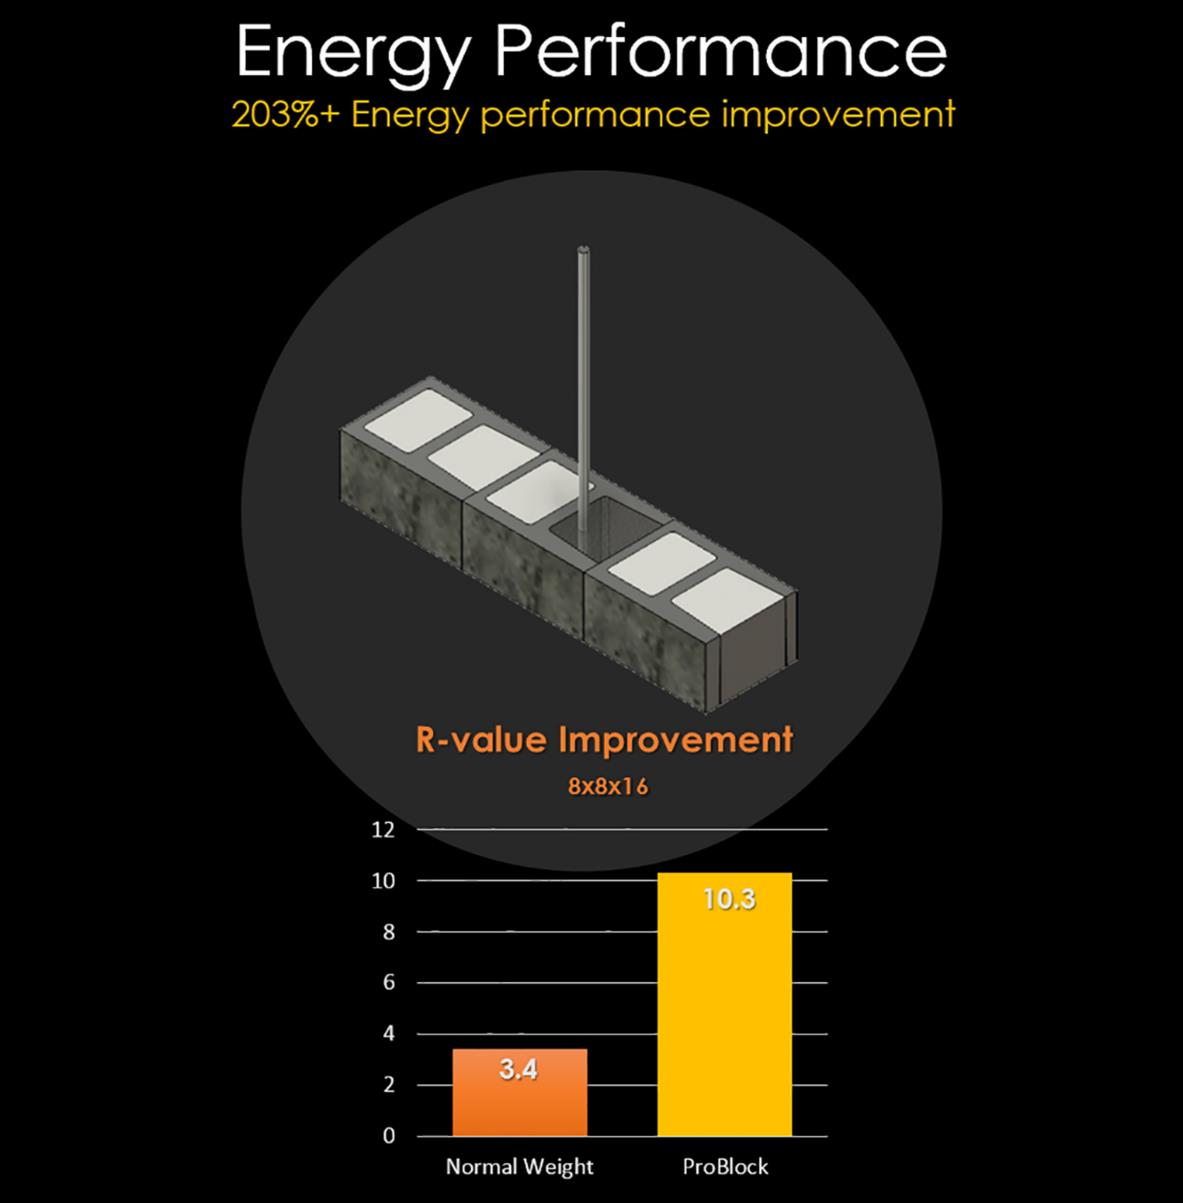 Energy Performance
203%+ Energy performance improvement
R-value Improvement
8x8x16
12
10
10.3
8
6
4
3.4
2
0
Normal Weight
ProBlock